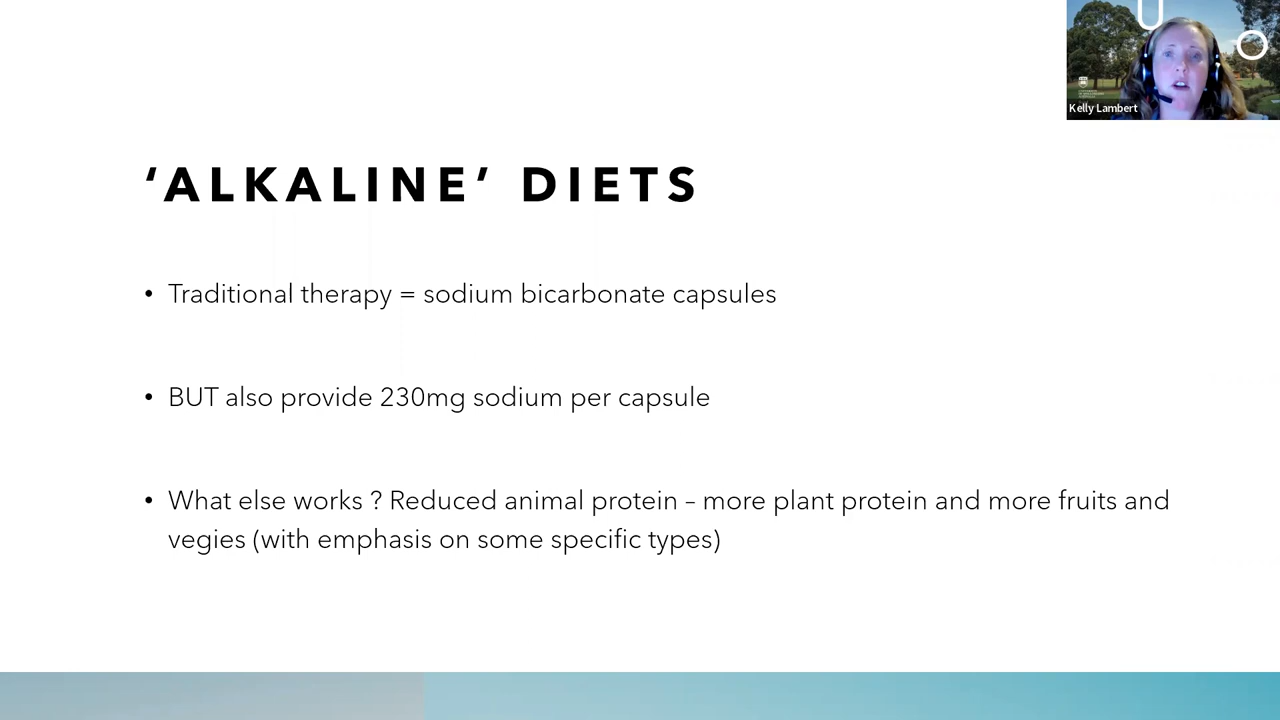 Kelly Lambert
‘ALKALINE’ DIETS
• Traditional therapy = sodium bicarbonate capsules
• BUT also provide 230mg sodium per capsule
• What else works ? Reduced animal protein – more plant protein and more fruits and
vegies (with emphasis on some specific types)